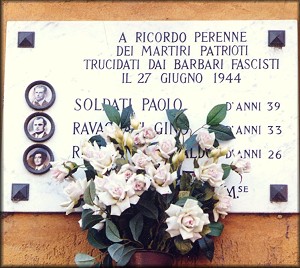 A RICORDO PERENNE
DEI MARTIRI PATRIOTI
TRUCIDATI DAI BARBARI FASCISTI
IL 27 GIUGNO 1944
SOLDATI PAOLO D'ANNI 39
GINO D'ANNI 33
D'ANNI 26